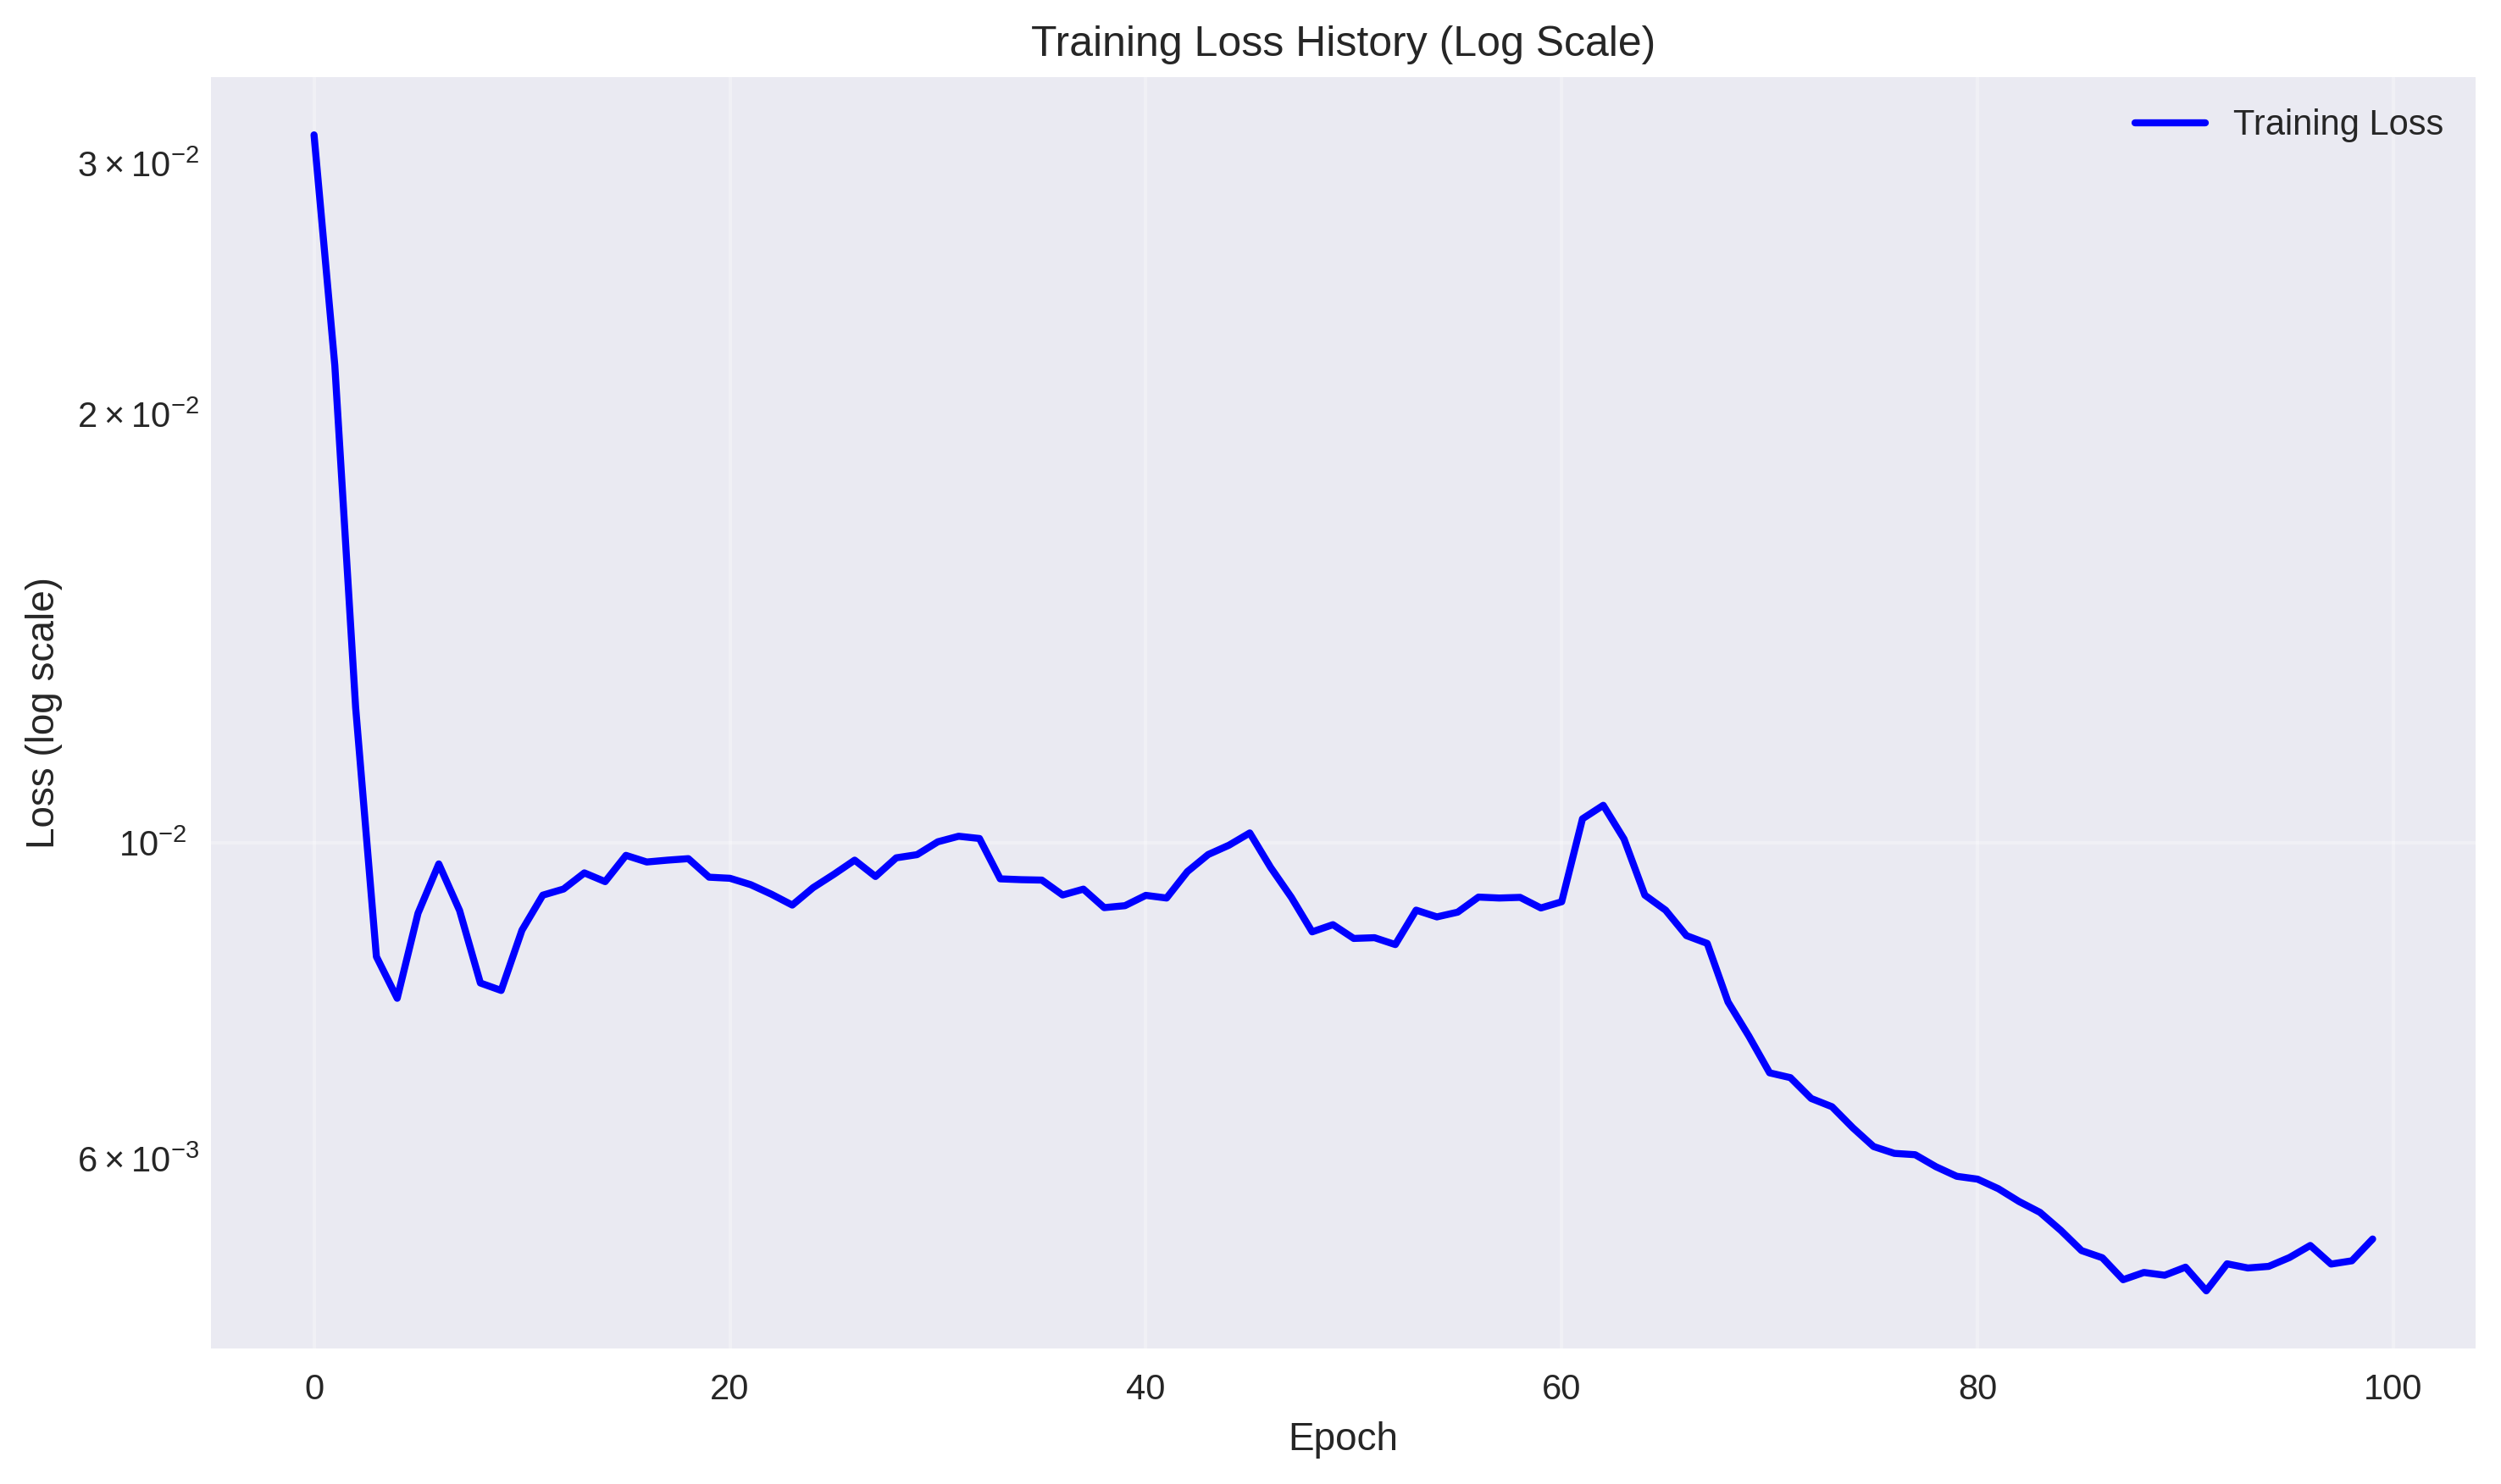 Training Loss History (Log Scale)
Training Loss
3 × 10⁻²
2 × 10⁻²
10⁻²
6 × 10⁻³
Loss (log scale)
0 20 40 60 80 100
Epoch